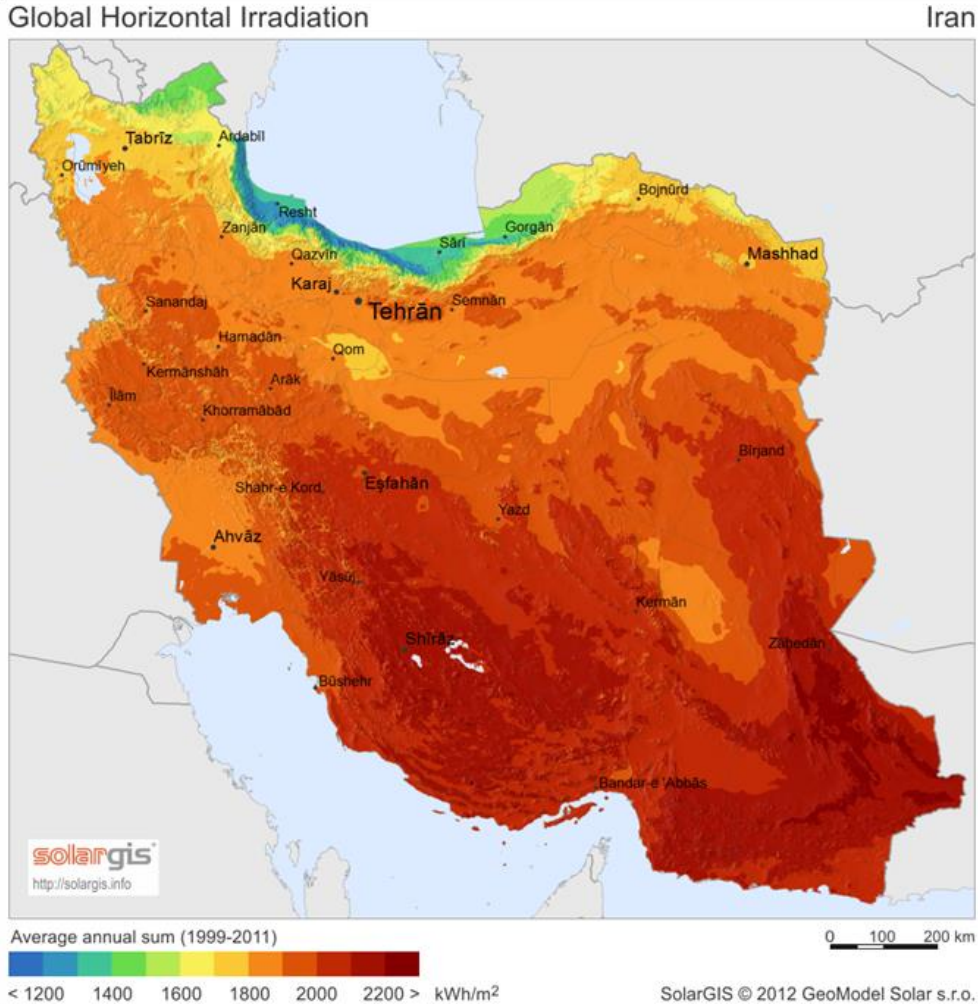 Global Horizontal Irradiation
Iran
Tabrīz
Ardabīl
Orūmīyeh
Resht
Bojnūrd
Zanjān
Sārī
Gorgān
Qazvīn
Mashhad
Karaj
Tehrān
Semnān
Sanandaj
Hamadān
Qom
Kermānshāh
Arāk
Īlām
Khorramābād
Bīrjand
Shahr-e Kord
Eşfahān
Yazd
Ahvāz
Yāsūj
Kermān
Shīrāz
Zāhedān
Būshehr
Bandar-e 'Abbās
solargis
http://solargis.info
Average annual sum (1999-2011)
0 100 200 km
< 1200 1400 1600 1800 2000 2200 > kWh/m²
SolarGIS © 2012 GeoModel Solar s.r.o.